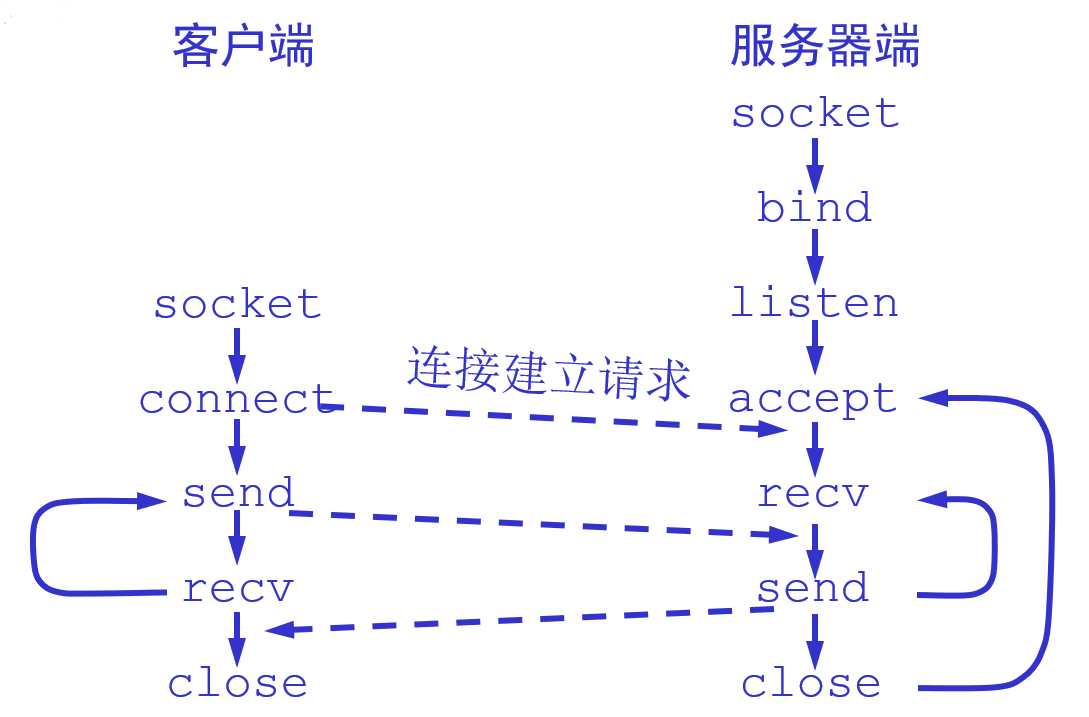 客户端
服务器端
socket
bind
listen
socket
连接建立请求
connect
accept
send
recv
recv
send
close
close